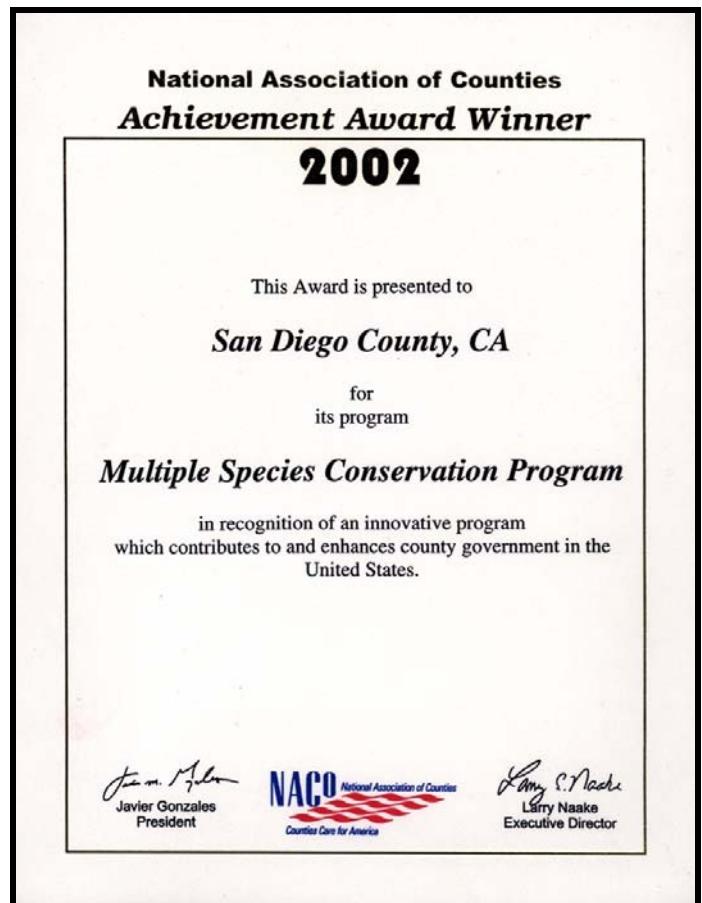 National Association of Counties
Achievement Award Winner
2002
This Award is presented to
San Diego County, CA
for
its program
Multiple Species Conservation Program
in recognition of an innovative program
which contributes to and enhances county government in the
United States.
Javier Gonzales
President
NACO National Association of Counties
Counties Care for America
Larry S. Naake
Larry Naake
Executive Director